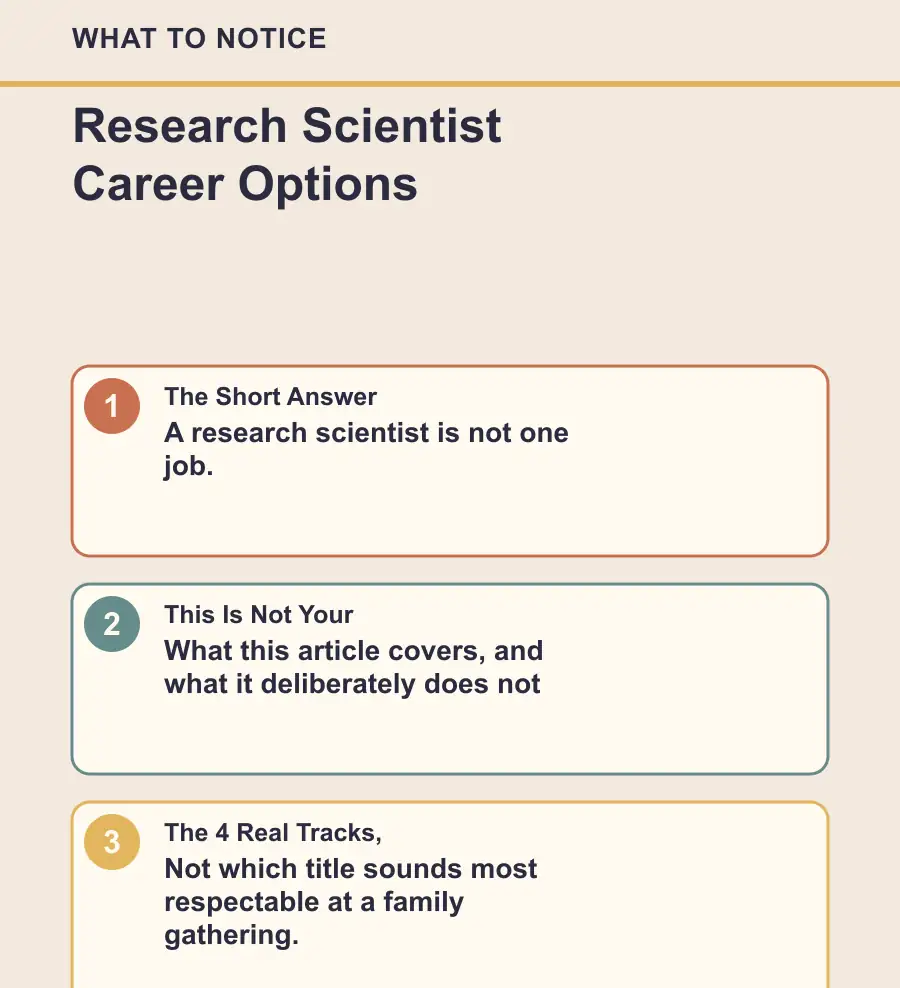 WHAT TO NOTICE
Research Scientist
Career Options
1
The Short Answer
A research scientist is not one
job.
2
This Is Not Your
What this article covers, and
what it deliberately does not
3
The 4 Real Tracks,
Not which title sounds most
respectable at a family
gathering.